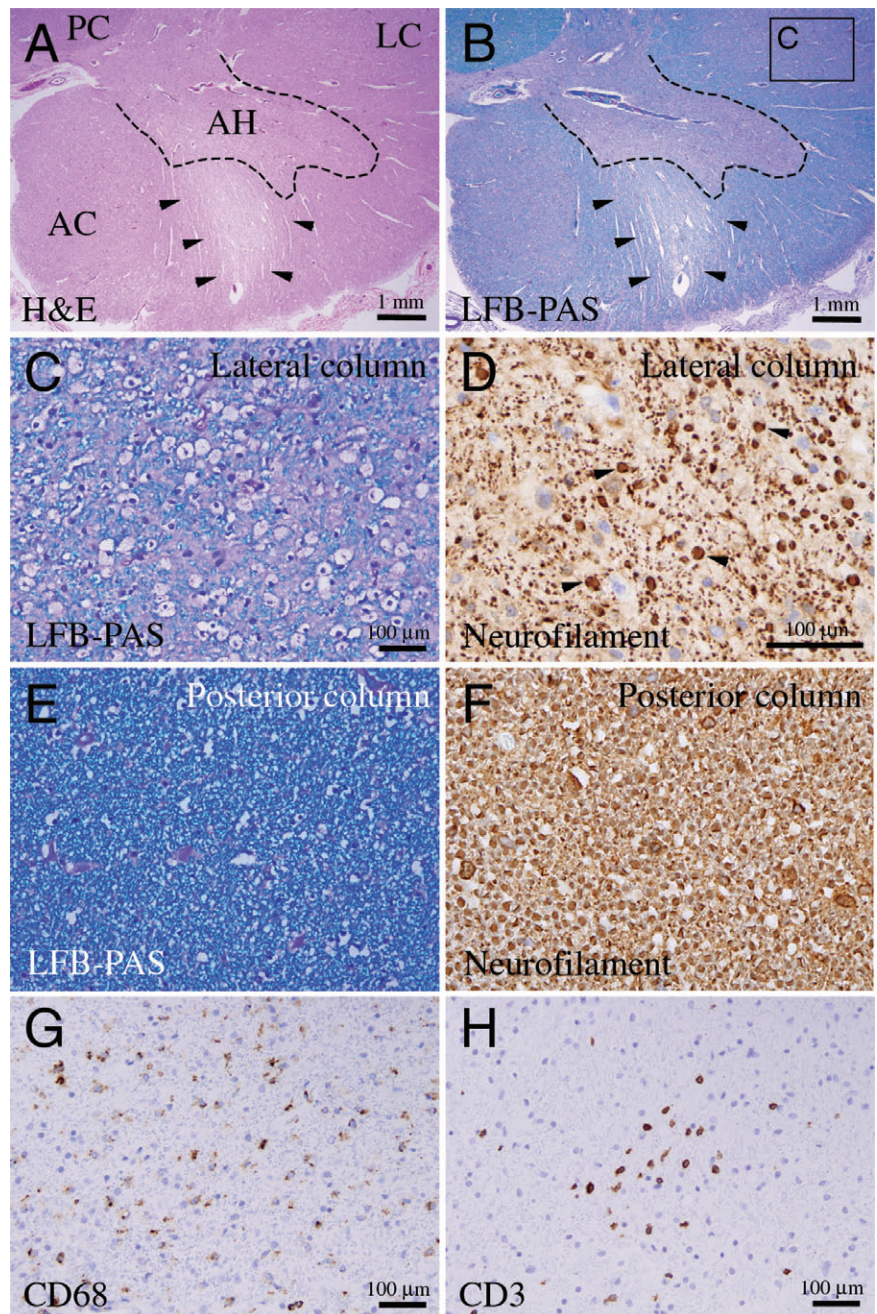 A
PC
LC
AH
AC
H&E
1 mm
B
C
LFB-PAS
1 mm
C
Lateral column
LFB-PAS
100 μm
D
Lateral column
Neurofilament
100 μm
E
Posterior column
LFB-PAS
F
Posterior column
Neurofilament
G
CD68
100 μm
H
CD3
100 μm